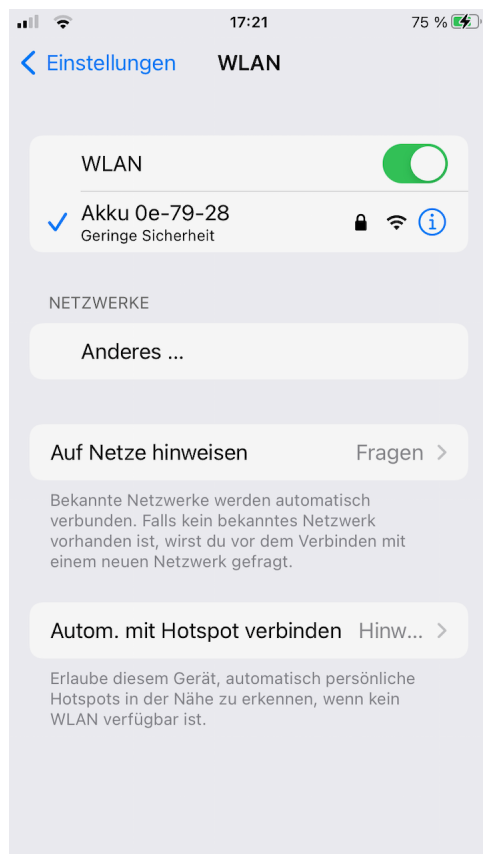 17:21
75 %
Einstellungen WLAN
WLAN
Akku 0e-79-28
Geringe Sicherheit
NETZWERKE
Anderes ...
Auf Netze hinweisen Fragen
Bekannte Netzwerke werden automatisch
verbunden. Falls kein bekanntes Netzwerk
vorhanden ist, wirst du vor dem Verbinden mit
einem neuen Netzwerk gefragt.
Autom. mit Hotspot verbinden Hinw...
Erlaube diesem Gerät, automatisch persönliche
Hotspots in der Nähe zu erkennen, wenn kein
WLAN verfügbar ist.